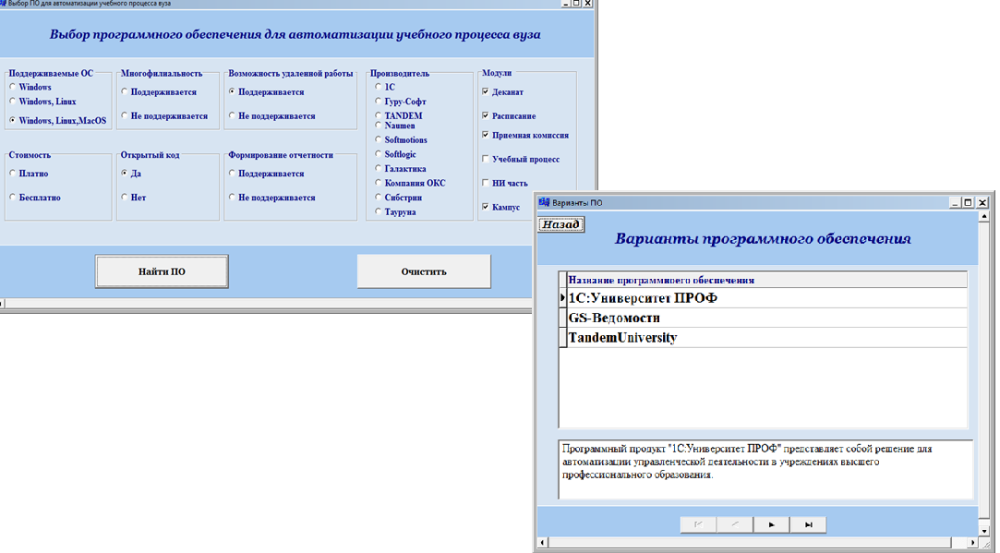 Выбор ПО для автоматизации учебного процесса вуза
Выбор программного обеспечения для автоматизации учебного процесса вуза
Поддерживаемые ОС
Windows
Windows, Linux
Windows, Linux,MacOS
Многофилиальность
Поддерживается
Не поддерживается
Возможность удаленной работы
Поддерживается
Не поддерживается
Производитель
1С
Гуру-Софт
TANDEM
Naumen
Softmotions
Softlogic
Галактика
Компания ОКС
Сибстрин
Тауруна
Модули
Деканат
Расписание
Приемная комиссия
Учебный процесс
НИ часть
Кампус
Стоимость
Платно
Бесплатно
Открытый код
Да
Нет
Формирование отчетности
Поддерживается
Не поддерживается
Найти ПО
Очистить
Варианты ПО
Назад
Варианты программного обеспечения
Название программноего обеспечения
1С:Университет ПРОФ
GS-Ведомости
TandemUniversity
Программный продукт "1С:Университет ПРОФ" представляет собой решение для
автоматизации управленческой деятельности в учреждениях высшего
профессионального образования.